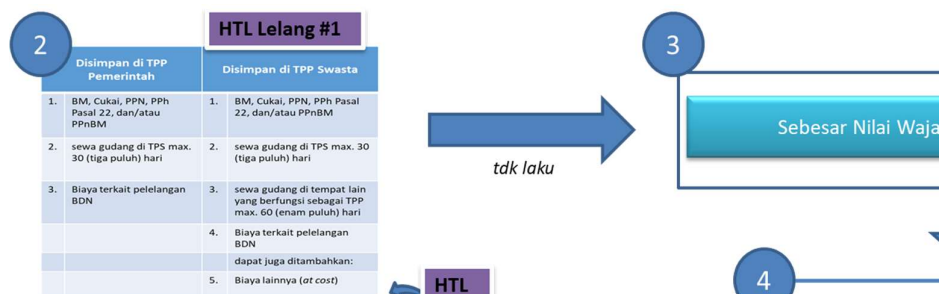 2
HTL Lelang #1
Disimpan di TPP
Pemerintah
Disimpan di TPP Swasta
1. BM, Cukai, PPN, PPh
Pasal 22, dan/atau
PPnBM
1. BM, Cukai, PPN, PPh Pasal
22, dan/atau PPnBM
2. sewa gudang di TPS max.
30 (tiga puluh) hari
2. sewa gudang di TPS max. 30
(tiga puluh) hari
3. Biaya terkait pelelangan
BDN
3. sewa gudang di tempat lain
yang berfungsi sebagai TPP
max. 60 (enam puluh) hari
4. Biaya terkait pelelangan
BDN
dapat juga ditambahkan:
5. Biaya lainnya (at cost)
tdk laku
3
Sebesar Nilai Waja
HTL
4